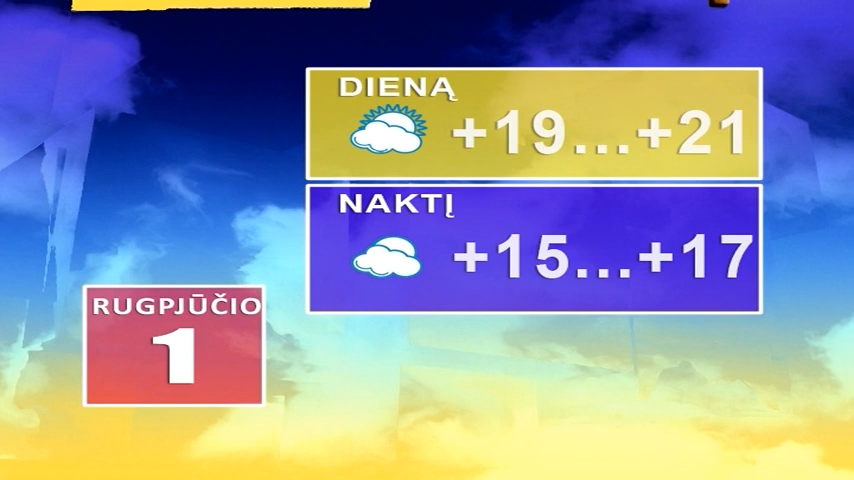 DIENĄ
+19...+21
NAKTĮ
+15...+17
RUGPJŪČIO
1